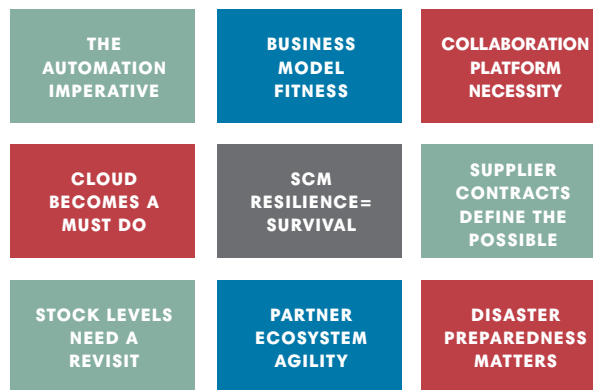 THE
AUTOMATION
IMPERATIVE
BUSINESS
MODEL
FITNESS
COLLABORATION
PLATFORM
NECESSITY
CLOUD
BECOMES A
MUST DO
SCM
RESILIENCE=
SURVIVAL
SUPPLIER
CONTRACTS
DEFINE THE
POSSIBLE
STOCK LEVELS
NEED A
REVISIT
PARTNER
ECOSYSTEM
AGILITY
DISASTER
PREPAREDNESS
MATTERS